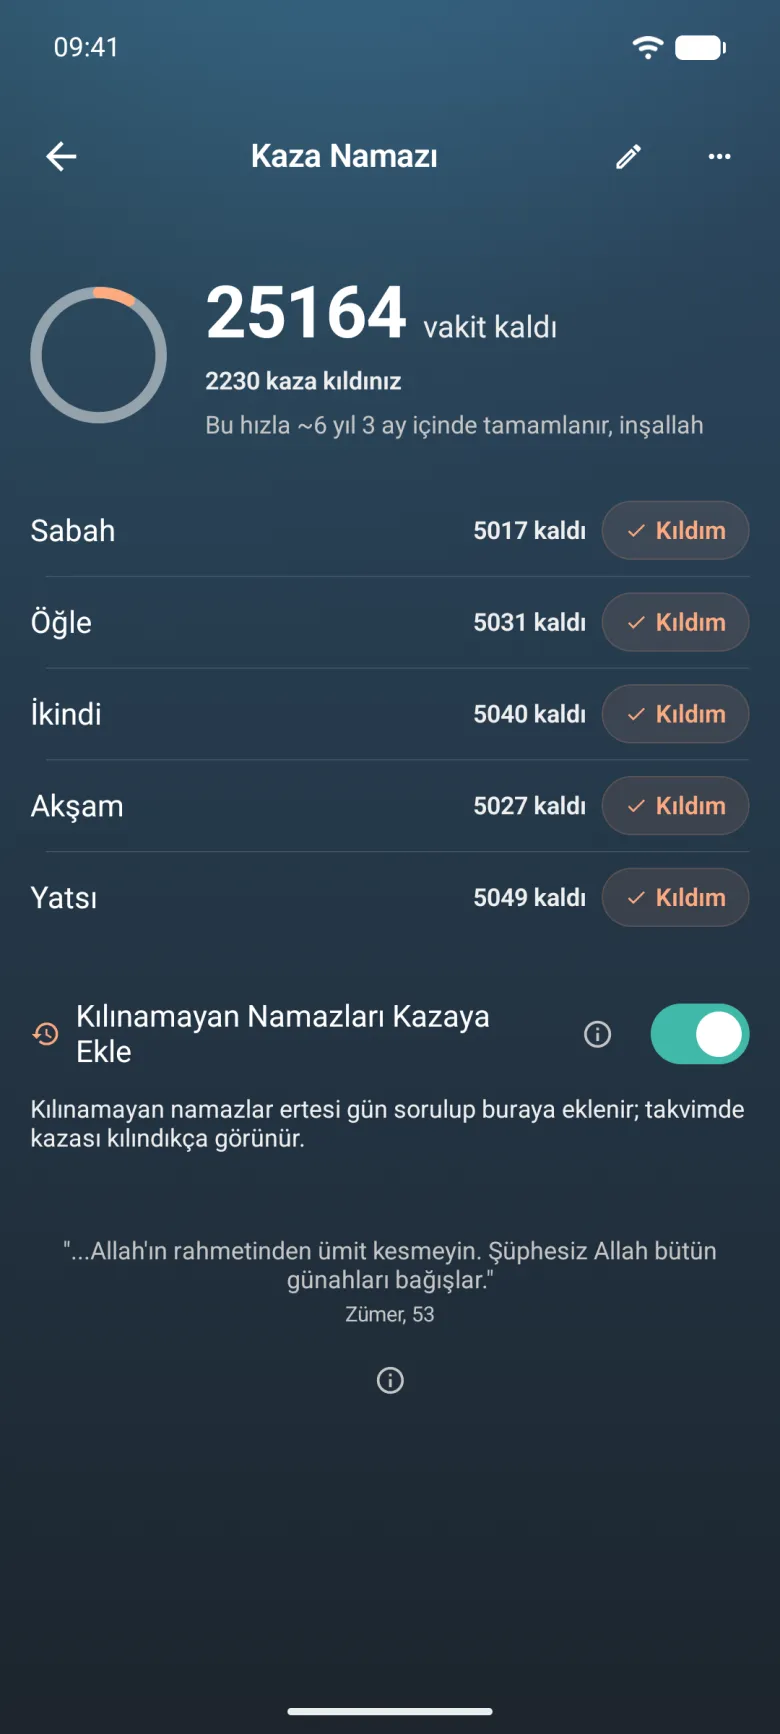 09:41
Kaza Namazı
25164 vakit kaldı
2230 kaza kıldınız
Bu hızla ~6 yıl 3 ay içinde tamamlanır, inşallah
Sabah 5017 kaldı Kıldım
Öğle 5031 kaldı Kıldım
İkindi 5040 kaldı Kıldım
Akşam 5027 kaldı Kıldım
Yatsı 5049 kaldı Kıldım
Kılınamayan Namazları Kazaya
Ekle
Kılınamayan namazlar ertesi gün sorulup buraya eklenir; takvimde
kazası kılındıkça görünür.
"...Allah'ın rahmetinden ümit kesmeyin. Şüphesiz Allah bütün
günahları bağışlar."
Zümer, 53